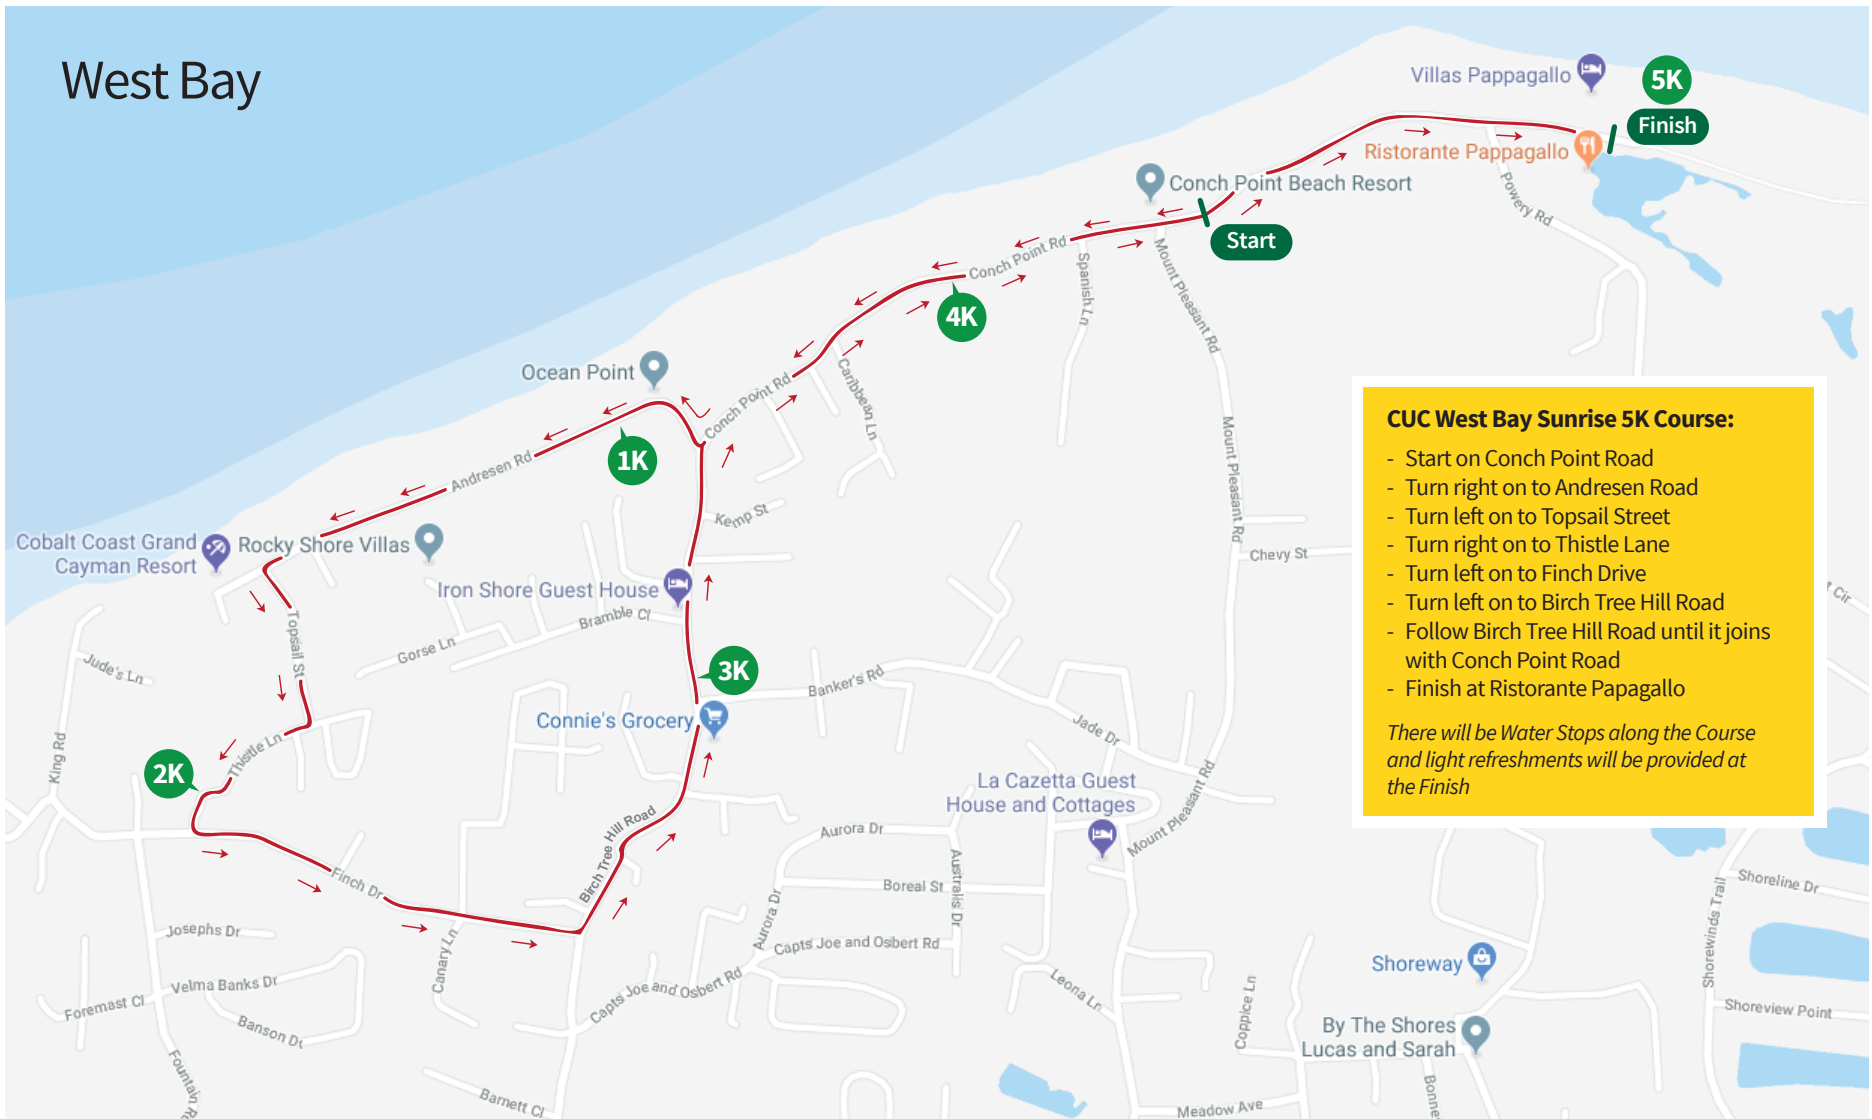 West Bay
Villas Pappagallo
5K
Finish
Ristorante Pappagallo
Powery Rd
Conch Point Beach Resort
Start
Conch Point Rd
Spanish Ln
Mount Pleasant Rd
4K
Ocean Point
Conch Point Rd
Caribbean Ln
1K
Andresen Rd
Mount Pleasant Rd
Kemp St
Chevy St
Cobalt Coast Grand
Cayman Resort
Rocky Shore Villas
Iron Shore Guest House
Bramble Cl
Topsail St
Gorse Ln
Jude's Ln
3K
Banker's Rd
Connie's Grocery
Jade Dr
King Rd
Thistle Ln
2K
La Cazetta Guest
House and Cottages
Mount Pleasant Rd
Birch Tree Hill Road
Aurora Dr
Finch Dr
Boreal St
Australis Dr
Aurora Dr
Josephs Dr
Capts Joe and Osbert Rd
Canary Ln
Velma Banks Dr
Foremast Cl
Capts Joe and Osbert Rd
Banson Dr
Leona Ln
Coppice Ln
Fountain Rd
Barnett Cl
Meadow Ave
CUC West Bay Sunrise 5K Course:
- Start on Conch Point Road
- Turn right on to Andresen Road
- Turn left on to Topsail Street
- Turn right on to Thistle Lane
- Turn left on to Finch Drive
- Turn left on to Birch Tree Hill Road
- Follow Birch Tree Hill Road until it joins
with Conch Point Road
- Finish at Ristorante Papagallo
There will be Water Stops along the Course
and light refreshments will be provided at
the Finish
t Cir
Shoreline Dr
Shorewinds Trail
Shoreway
Shoreview Point
By The Shores
Lucas and Sarah
Bonne